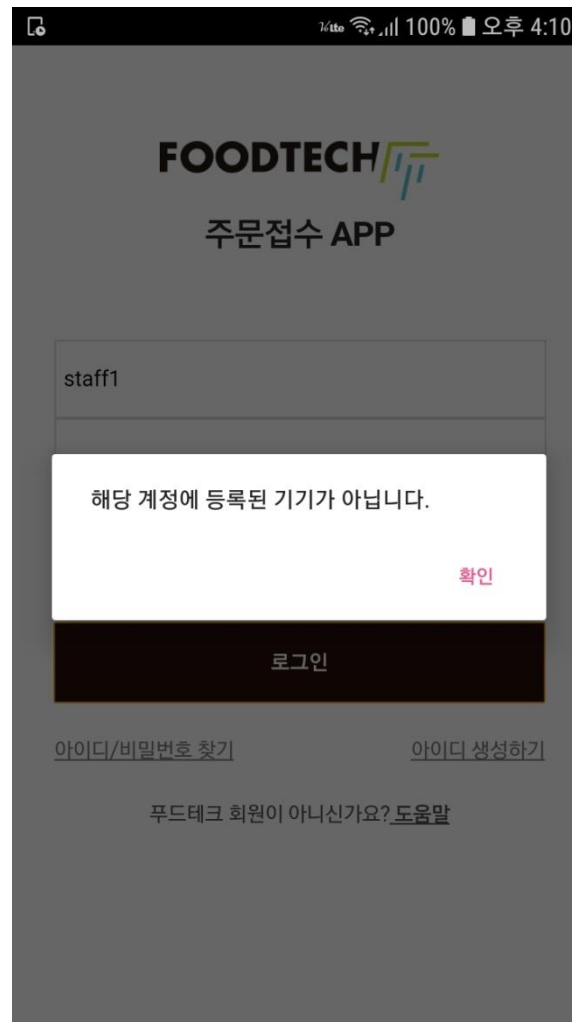 100% 오후 4:10
FOODTECH
주문접수 APP
staff1
해당 계정에 등록된 기기가 아닙니다.
확인
로그인
아이디/비밀번호 찾기 아이디 생성하기
푸드테크 회원이 아니신가요? 도움말